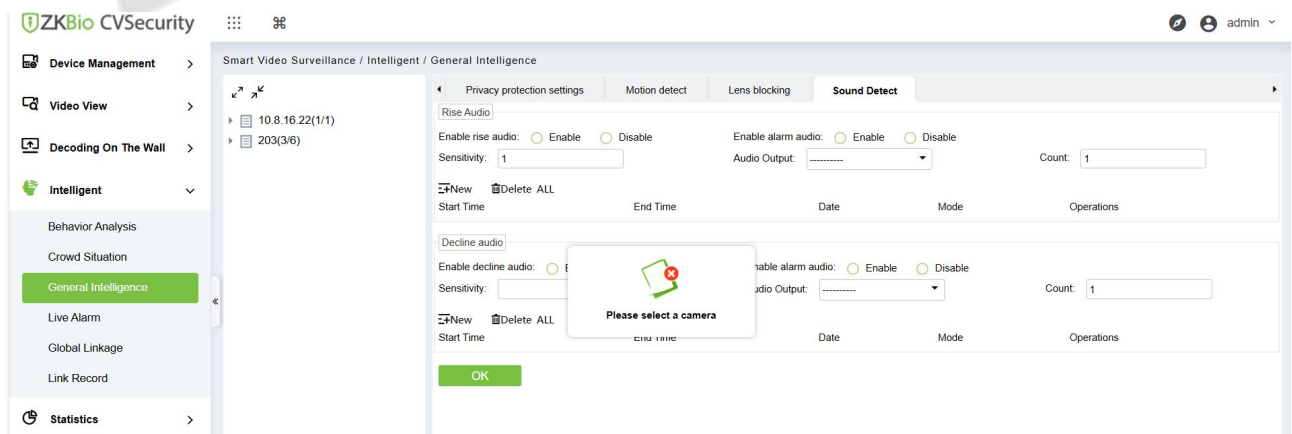 ZKBio CVSecurity
admin
Device Management
Video View
Decoding On The Wall
Intelligent
Behavior Analysis
Crowd Situation
General Intelligence
Live Alarm
Global Linkage
Link Record
Statistics
Smart Video Surveillance / Intelligent / General Intelligence
10.8.16.22(1/1)
203(3/6)
Privacy protection settings Motion detect Lens blocking Sound Detect
Rise Audio
Enable rise audio: Enable Disable Enable alarm audio: Enable Disable
Sensitivity: 1 Audio Output: ---------- Count: 1
New Delete ALL
Start Time End Time Date Mode Operations
Decline audio
Enable decline audio: nable alarm audio: Enable Disable
Sensitivity: udio Output: ---------- Count: 1
New Delete ALL
Start Time End Time Date Mode Operations
Please select a camera
OK